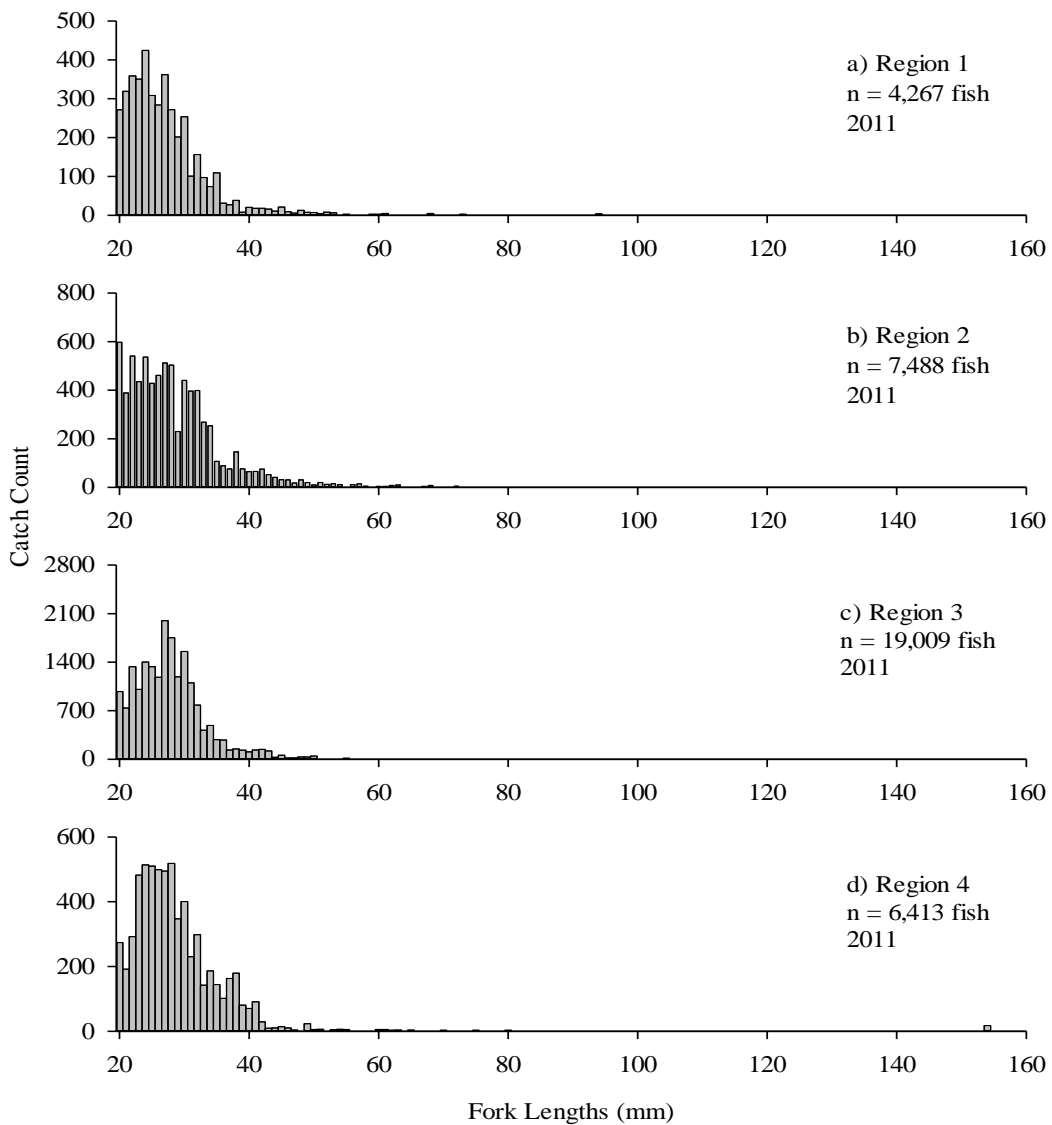 500
400
300
200
100
0
20 40 60 80 100 120 140 160
a) Region 1
n = 4,267 fish
2011
800
600
400
200
0
20 40 60 80 100 120 140 160
b) Region 2
n = 7,488 fish
2011
Catch Count
2800
2100
1400
700
0
20 40 60 80 100 120 140 160
c) Region 3
n = 19,009 fish
2011
600
400
200
0
20 40 60 80 100 120 140 160
d) Region 4
n = 6,413 fish
2011
Fork Lengths (mm)